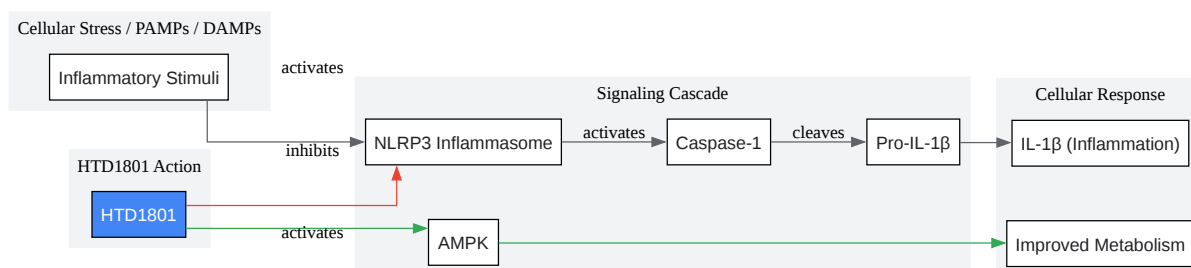 Cellular Stress / PAMPs / DAMPs
Inflammatory Stimuli
activates
Signaling Cascade
Cellular Response
NLRP3 Inflammasome
activates
Caspase-1
cleaves
Pro-IL-1β
IL-1β (Inflammation)
inhibits
HTD1801 Action
HTD1801
activates
AMPK
Improved Metabolism